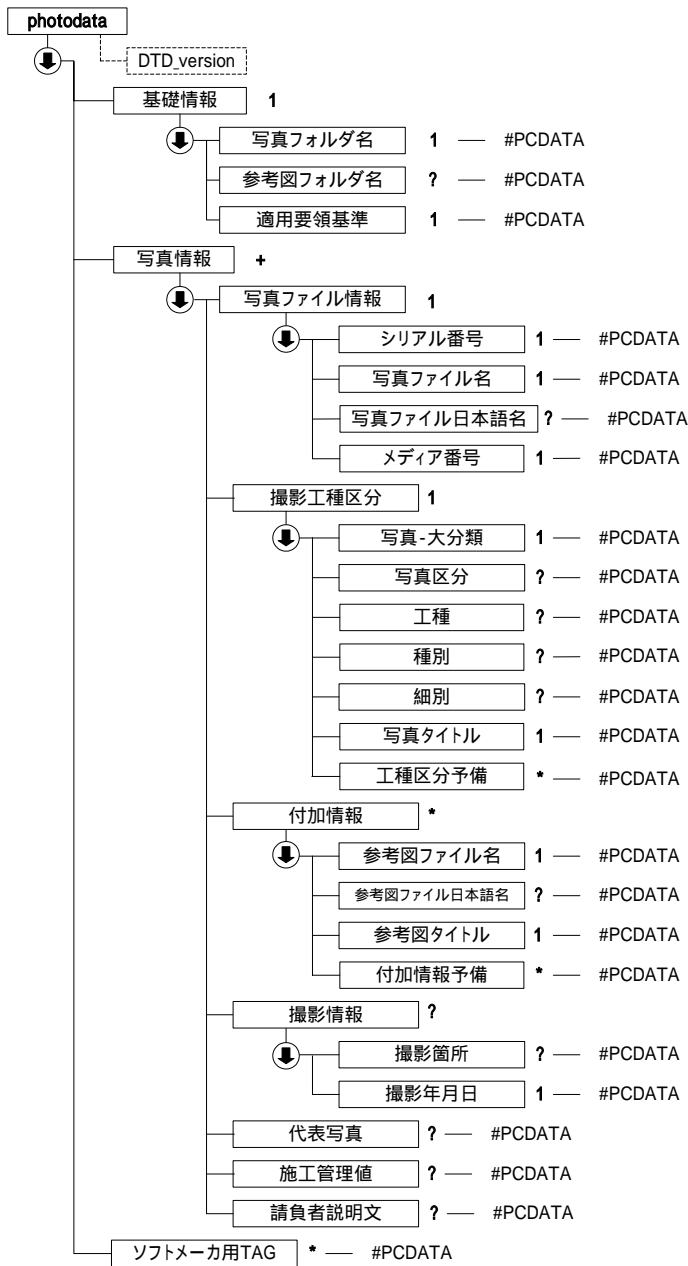 photodata
DTD_version
基礎情報 1
写真フォルダ名 1 #PCDATA
参考図フォルダ名 ? #PCDATA
適用要領基準 1 #PCDATA
写真情報 +
写真ファイル情報 1
シリアル番号 1 #PCDATA
写真ファイル名 1 #PCDATA
写真ファイル日本語名 ? #PCDATA
メディア番号 1 #PCDATA
撮影工種区分 1
写真-大分類 1 #PCDATA
写真区分 ? #PCDATA
工種 ? #PCDATA
種別 ? #PCDATA
細別 ? #PCDATA
写真タイトル 1 #PCDATA
工種区分予備 * #PCDATA
付加情報 *
参考図ファイル名 1 #PCDATA
参考図ファイル日本語名 ? #PCDATA
参考図タイトル 1 #PCDATA
付加情報予備 * #PCDATA
撮影情報 ?
撮影箇所 ? #PCDATA
撮影年月日 1 #PCDATA
代表写真 ? #PCDATA
施工管理値 ? #PCDATA
請負者説明文 ? #PCDATA
ソフトメーカ用TAG * #PCDATA